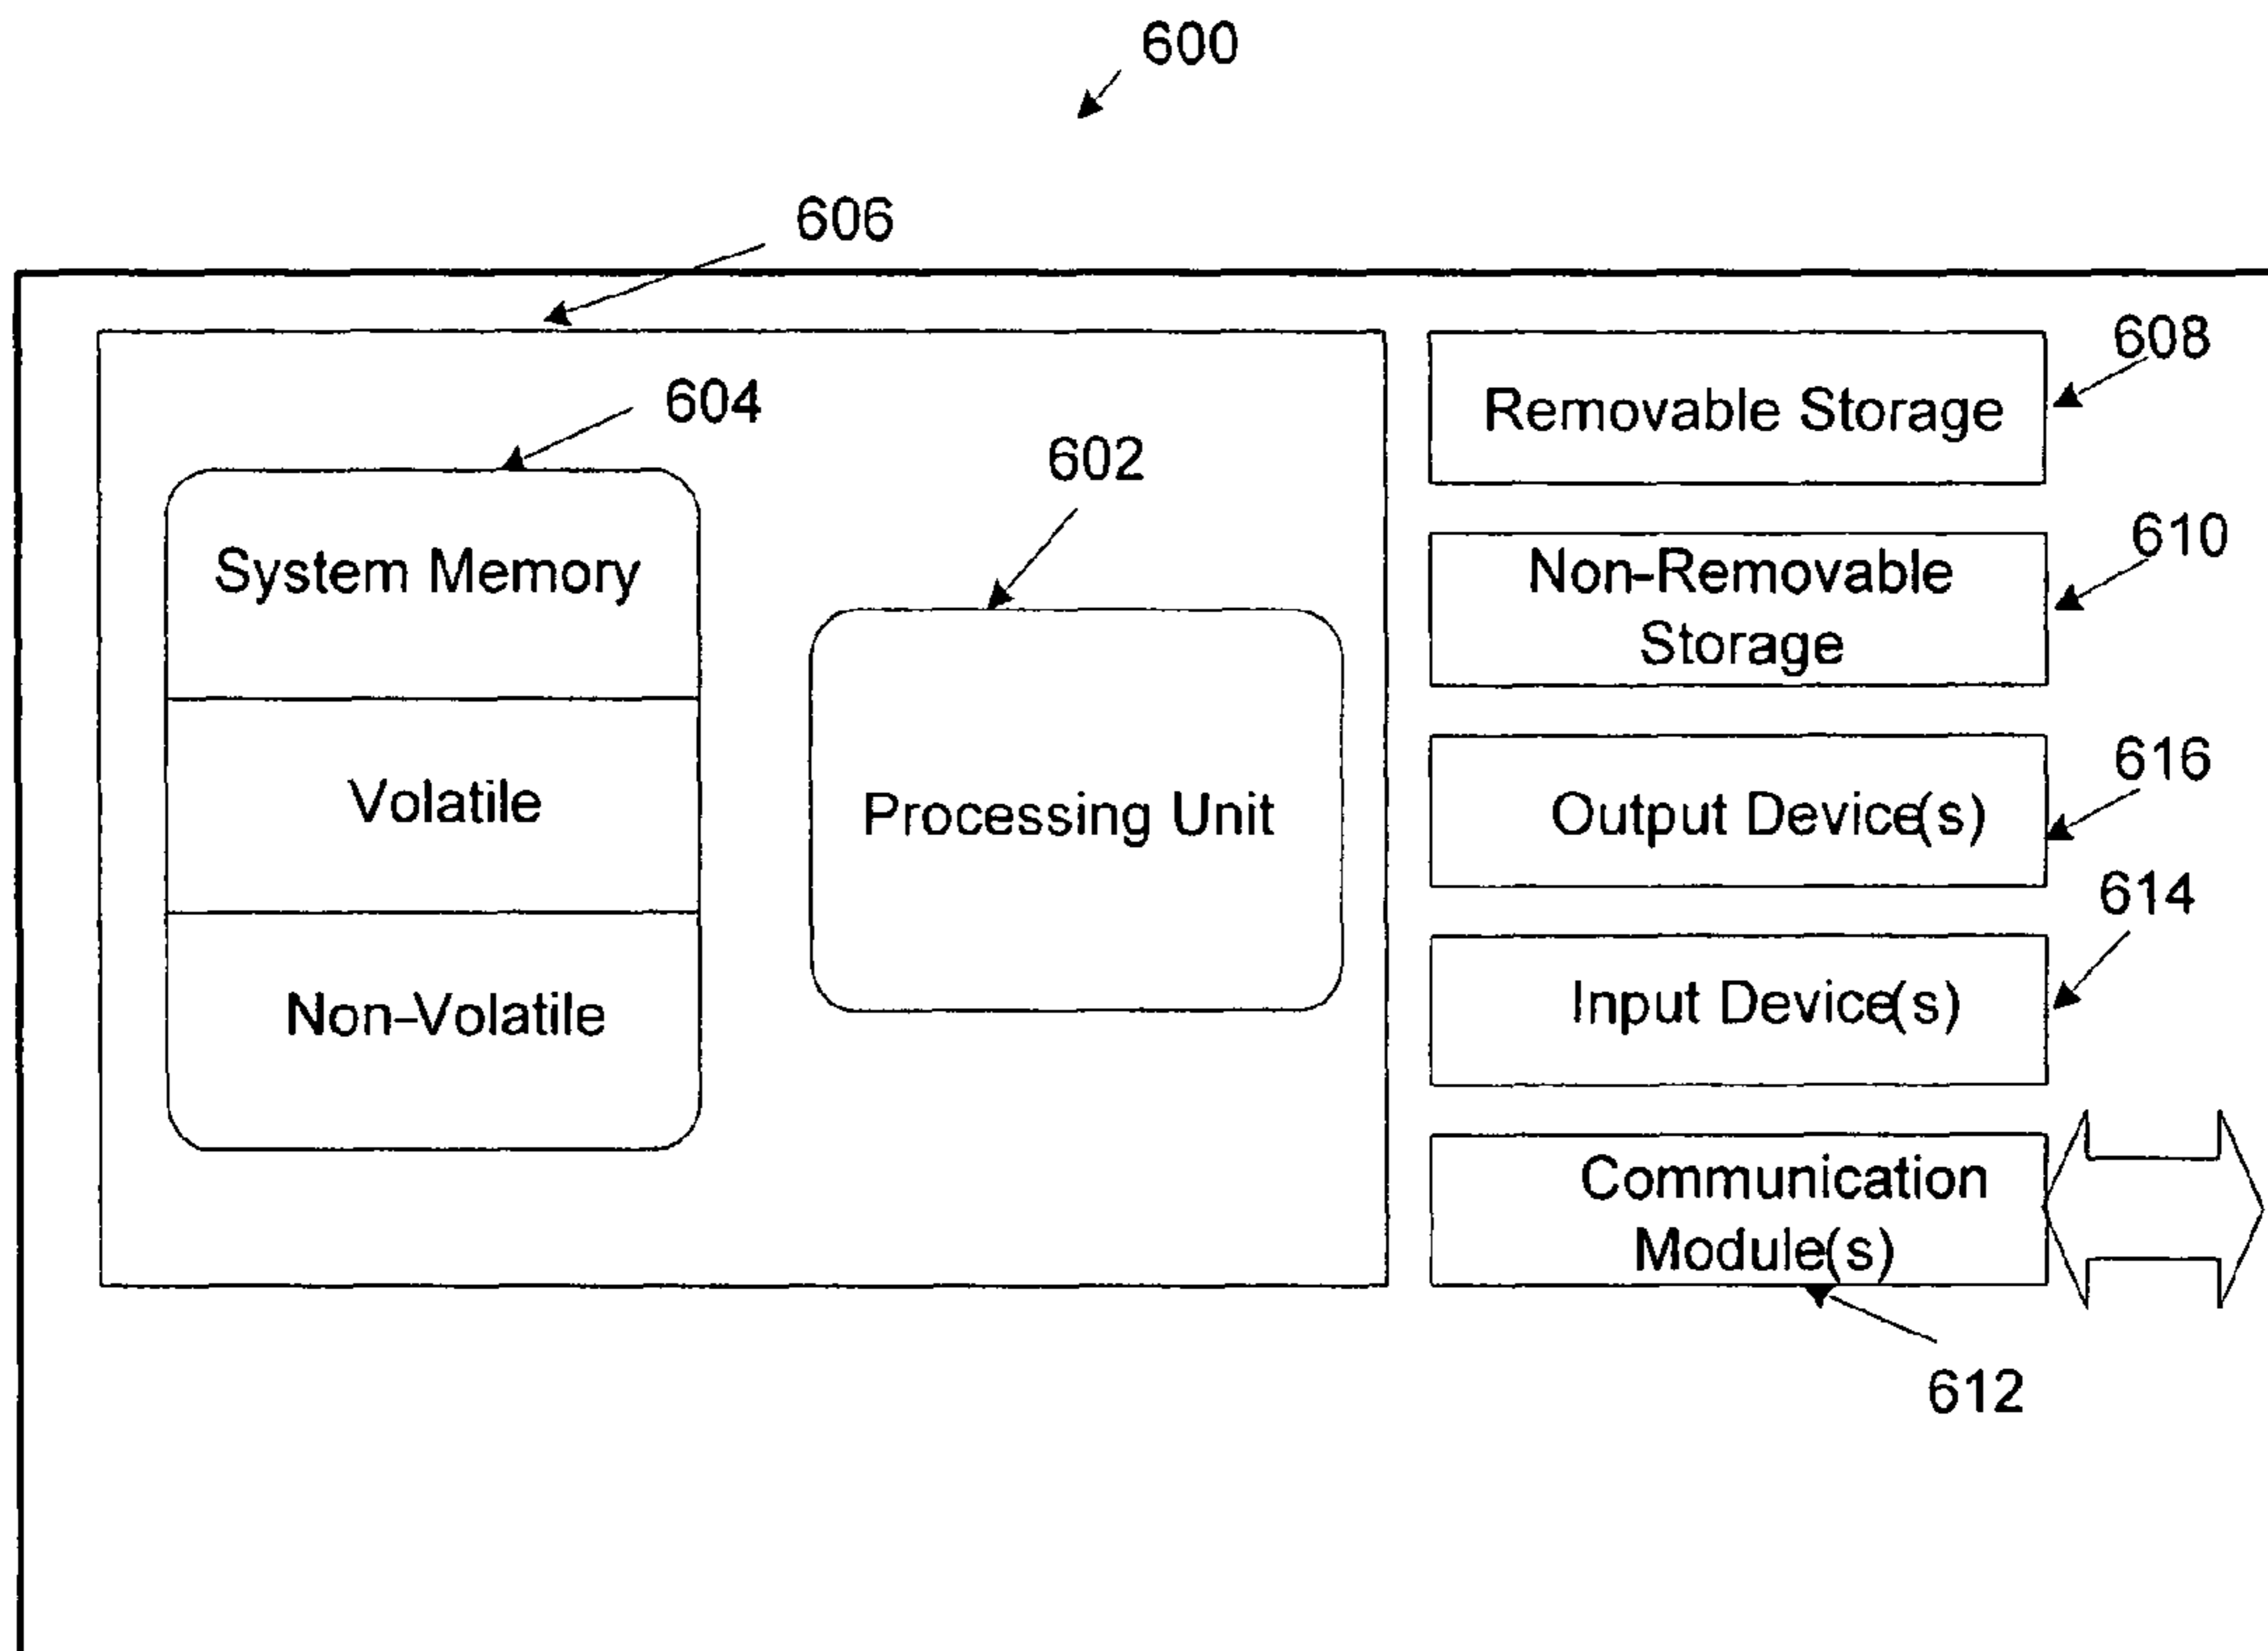 600
606
604
602
System Memory
Volatile
Non-Volatile
Processing Unit
608
Removable Storage
610
Non-Removable
Storage
616
Output Device(s)
614
Input Device(s)
Communication
Module(s)
612